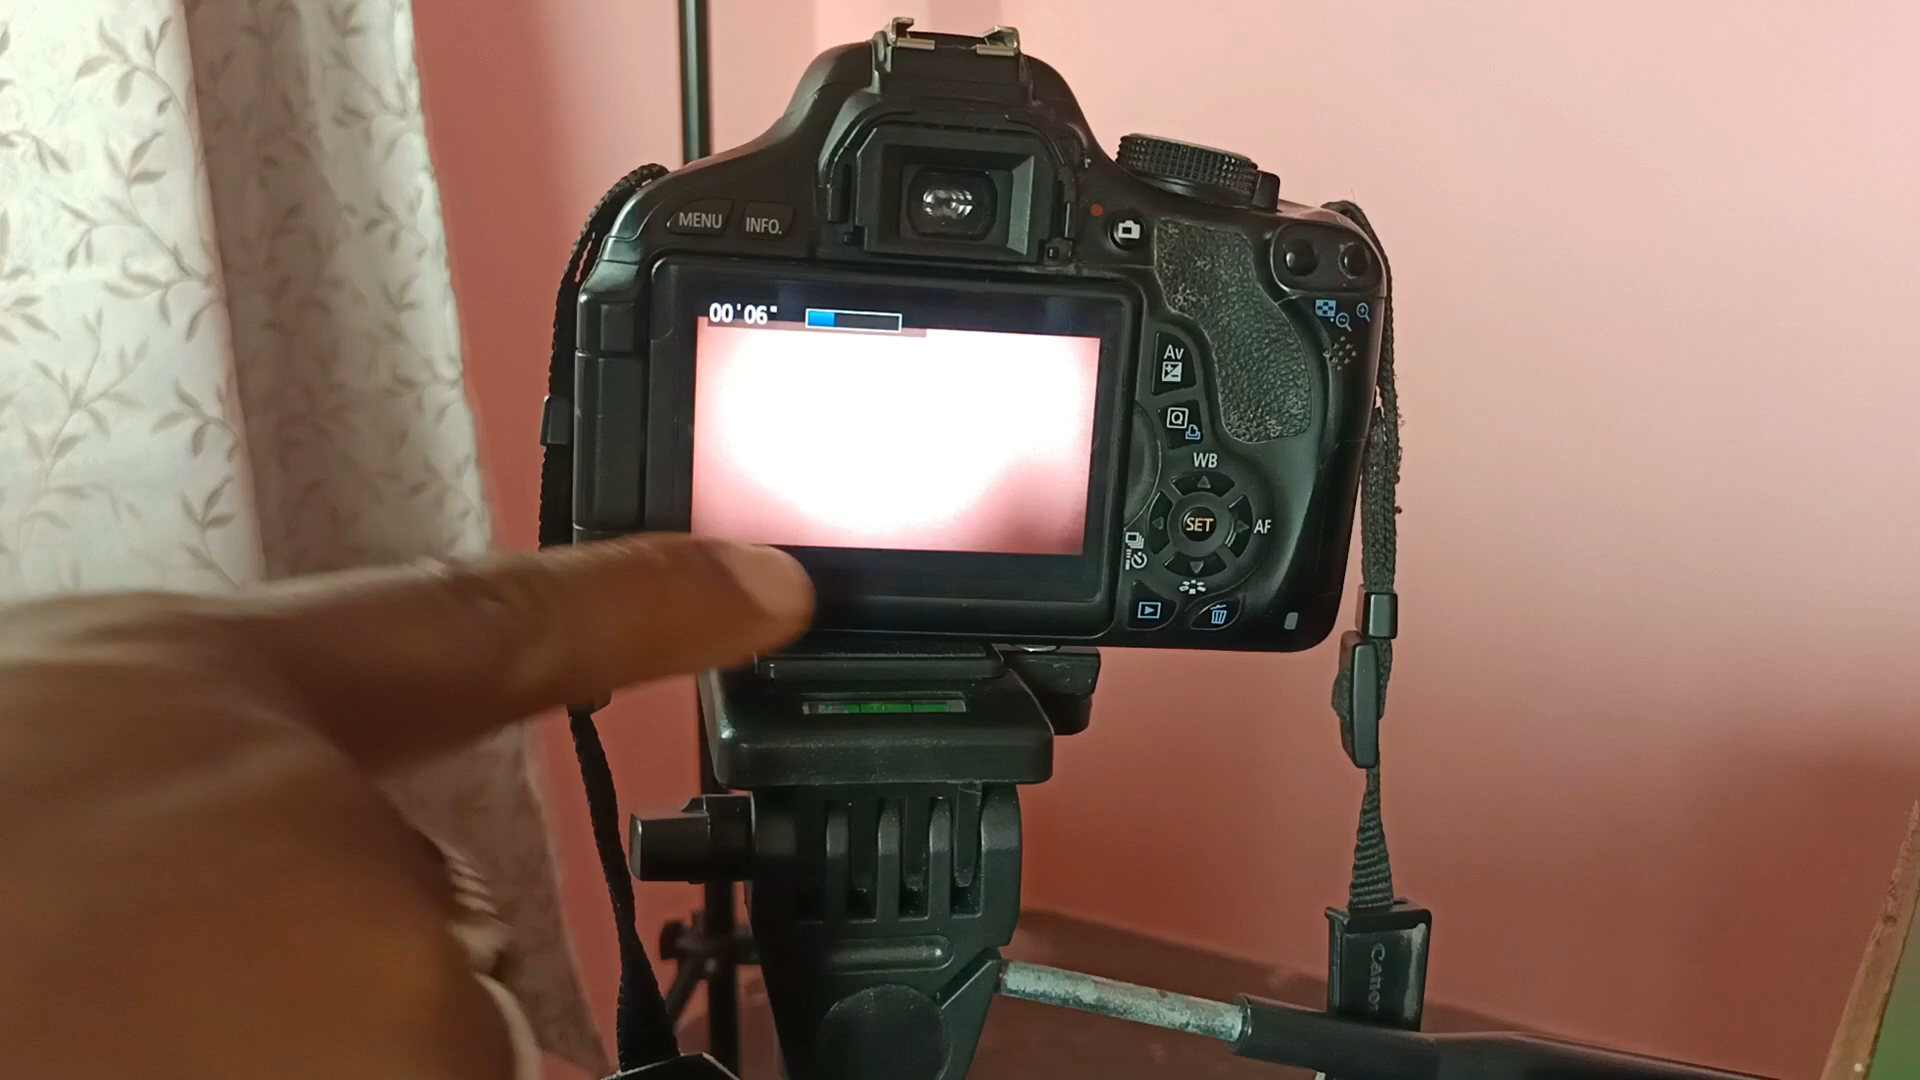 MENU INFO.
00'06"
Av
Q
WB
SET AF
Canon